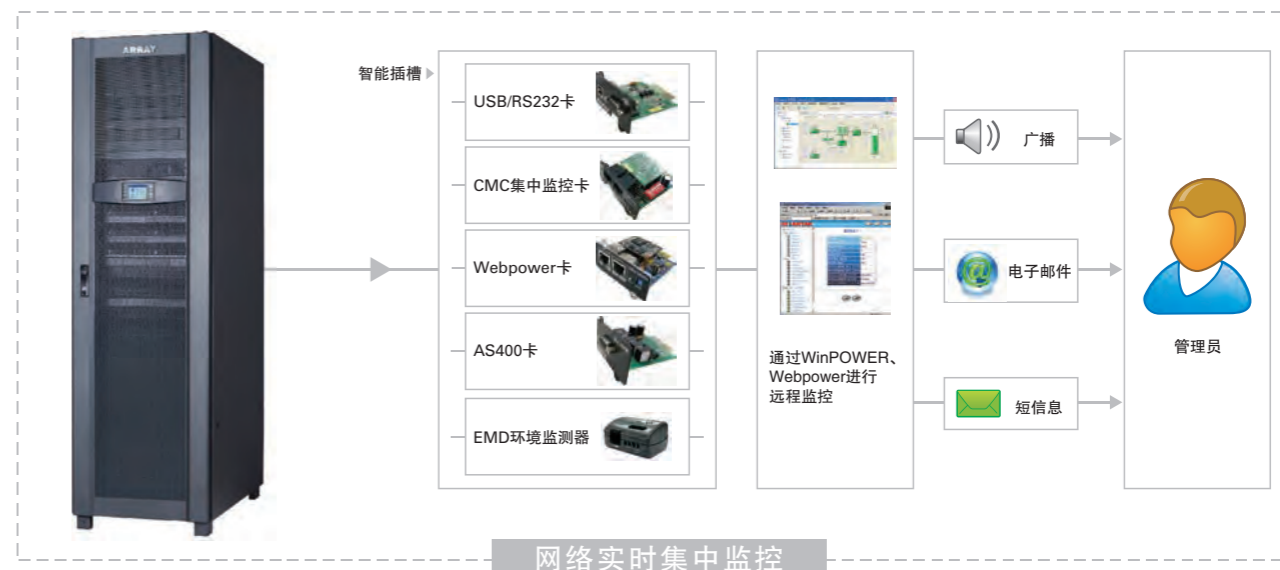 智能插槽
USB/RS232卡
CMC集中监控卡
Webpower卡
AS400卡
EMD环境监测器
通过WinPOWER、
Webpower进行
远程监控
广播
电子邮件
短信息
管理员
网络实时集中监控